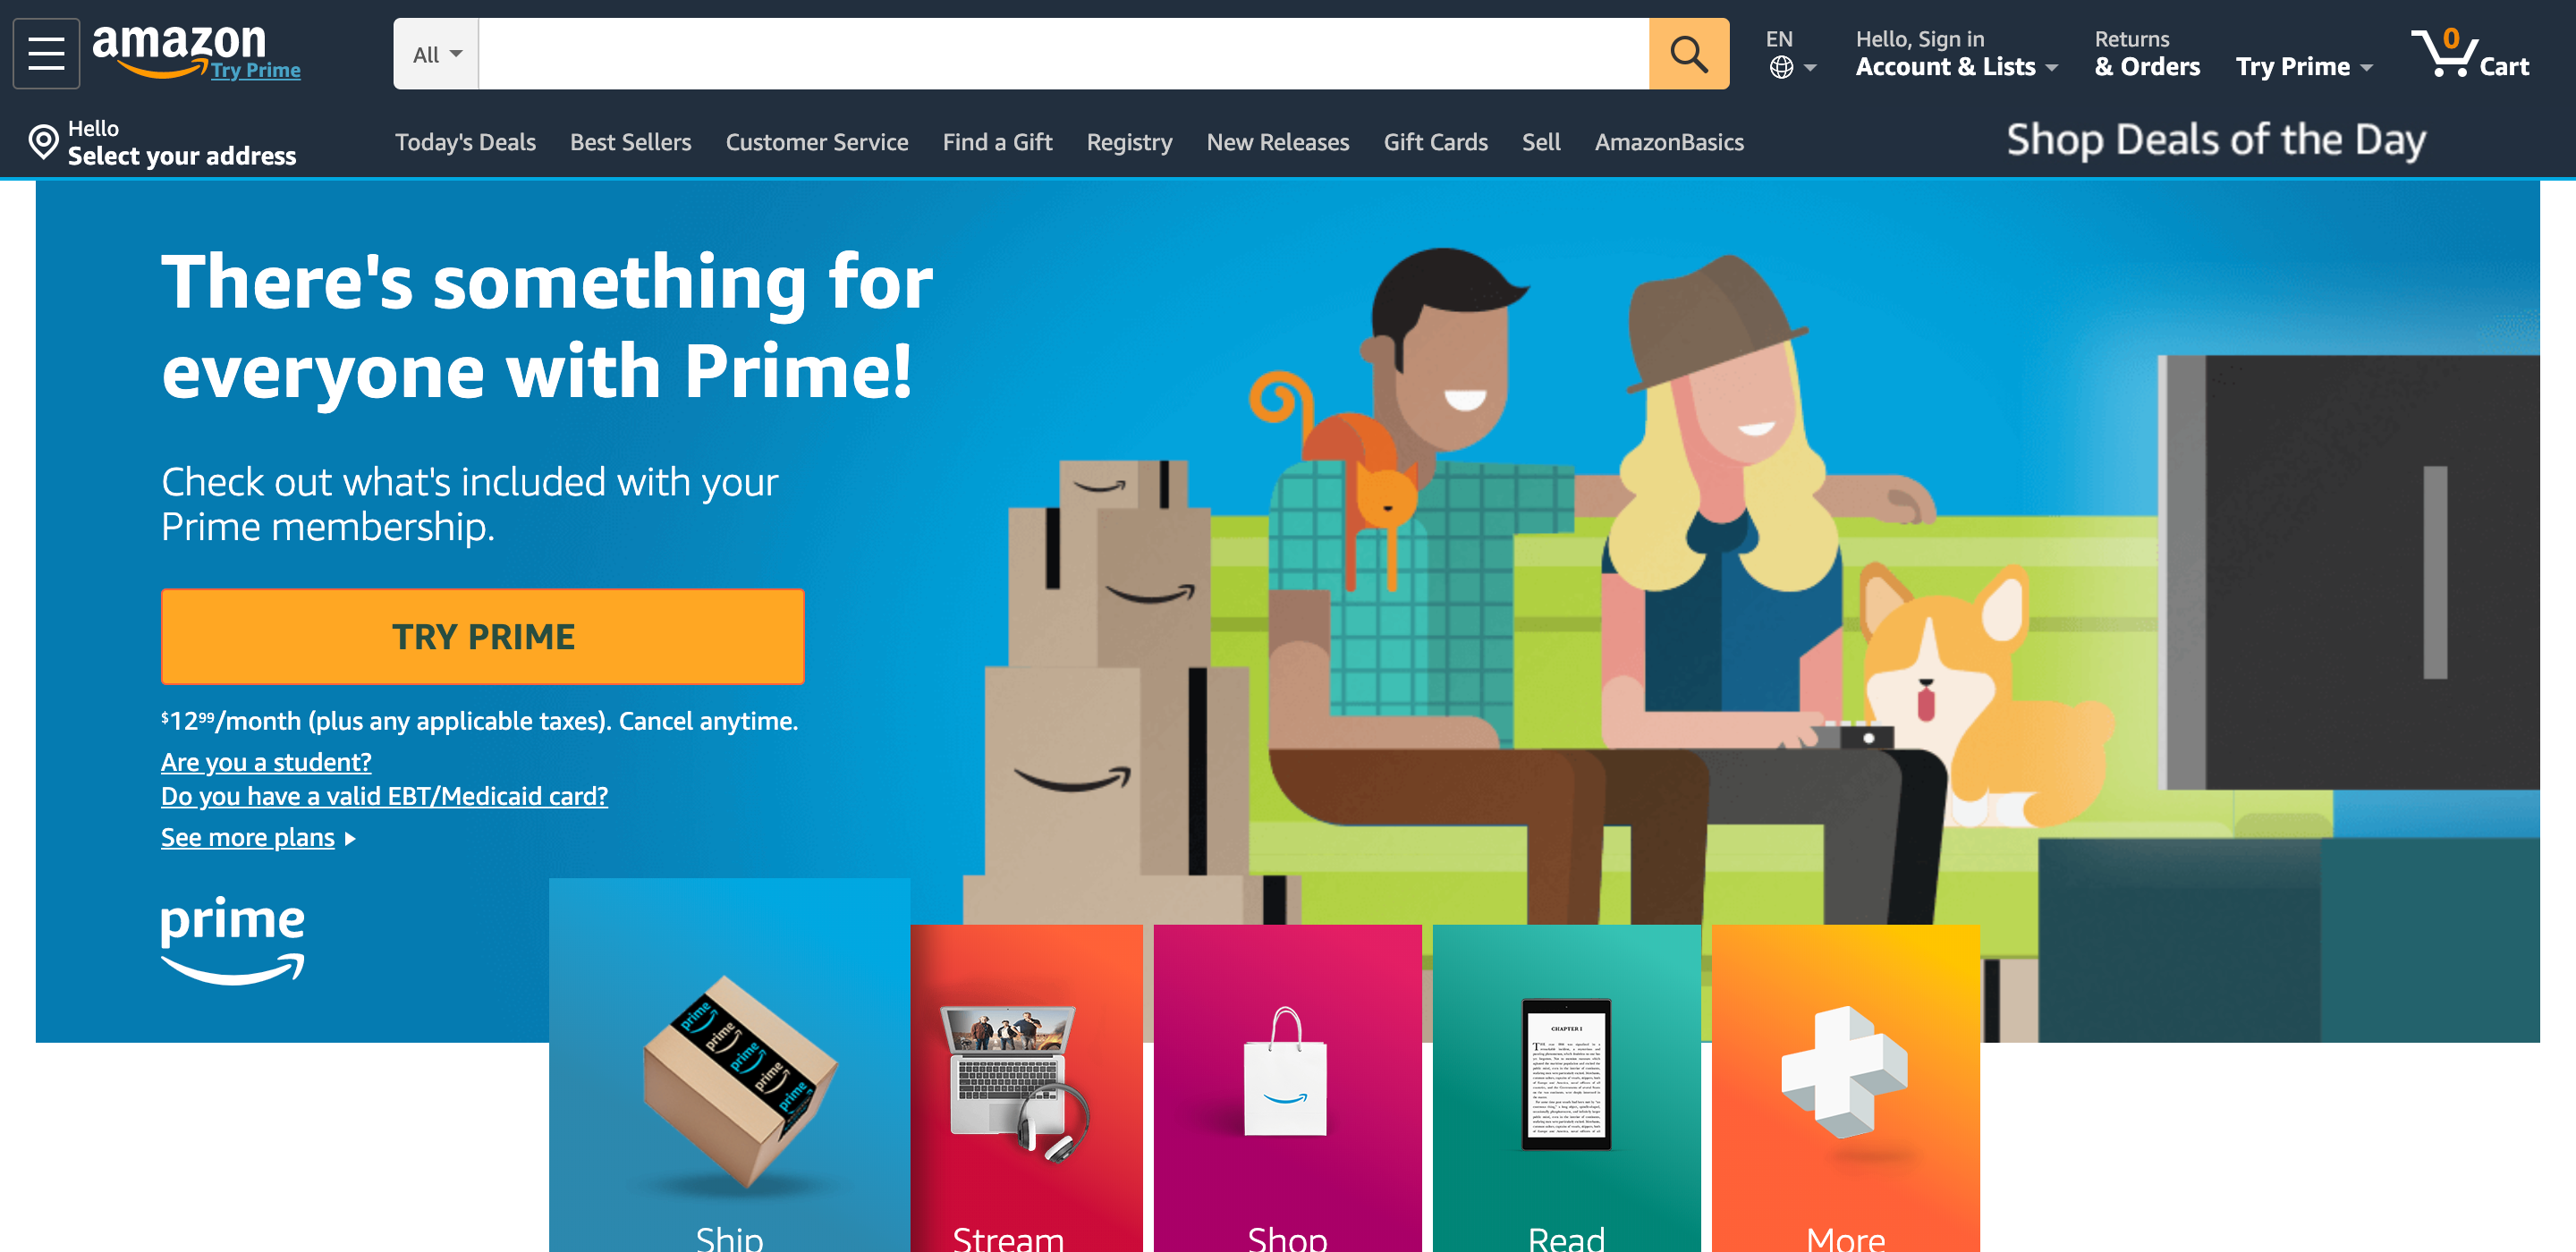 amazon
Try Prime
All
EN
Hello, Sign in
Account & Lists
Returns
& Orders
Try Prime
0
Cart
Hello
Select your address
Today's Deals
Best Sellers
Customer Service
Find a Gift
Registry
New Releases
Gift Cards
Sell
AmazonBasics
Shop Deals of the Day
There's something for
everyone with Prime!
Check out what's included with your
Prime membership.
TRY PRIME
$12.99/month (plus any applicable taxes). Cancel anytime.
Are you a student?
Do you have a valid EBT/Medicaid card?
See more plans
prime
prime
prime
prime
prime
prime
CHAPTER I
Ship
Stream
Shop
Read
More